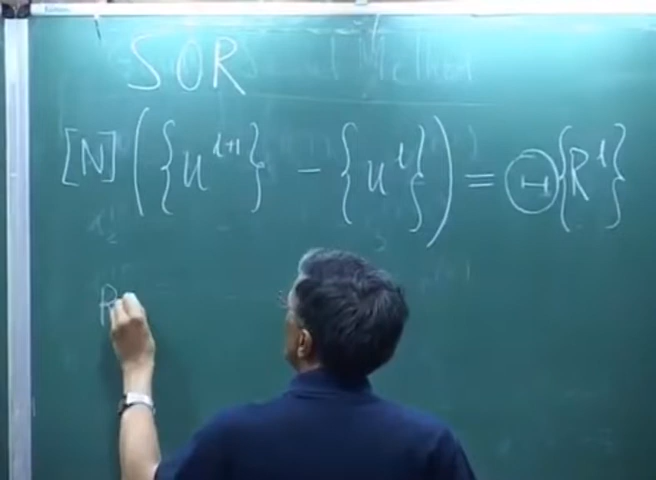 SOR
[N] ({u^{l+1}} - {u^l}) = Ⓗ {R^l}
R